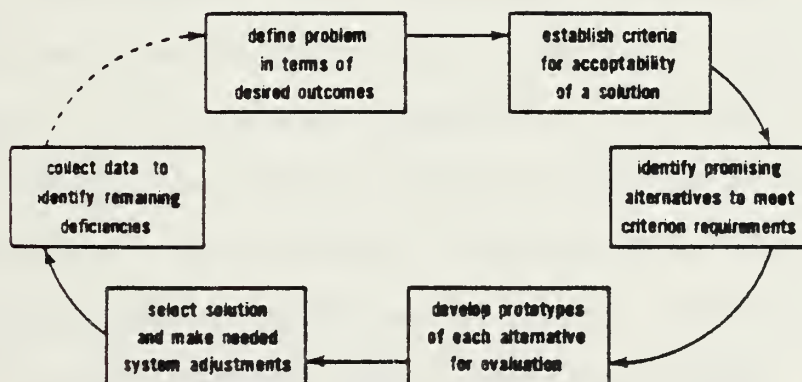 define problem
in terms of
desired outcomes
establish criteria
for acceptability
of a solution
identify promising
alternatives to meet
criterion requirements
develop prototypes
of each alternative
for evaluation
select solution
and make needed
system adjustments
collect data to
identify remaining
deficiencies